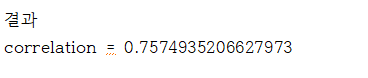 결과
correlation = 0.7574935206627973